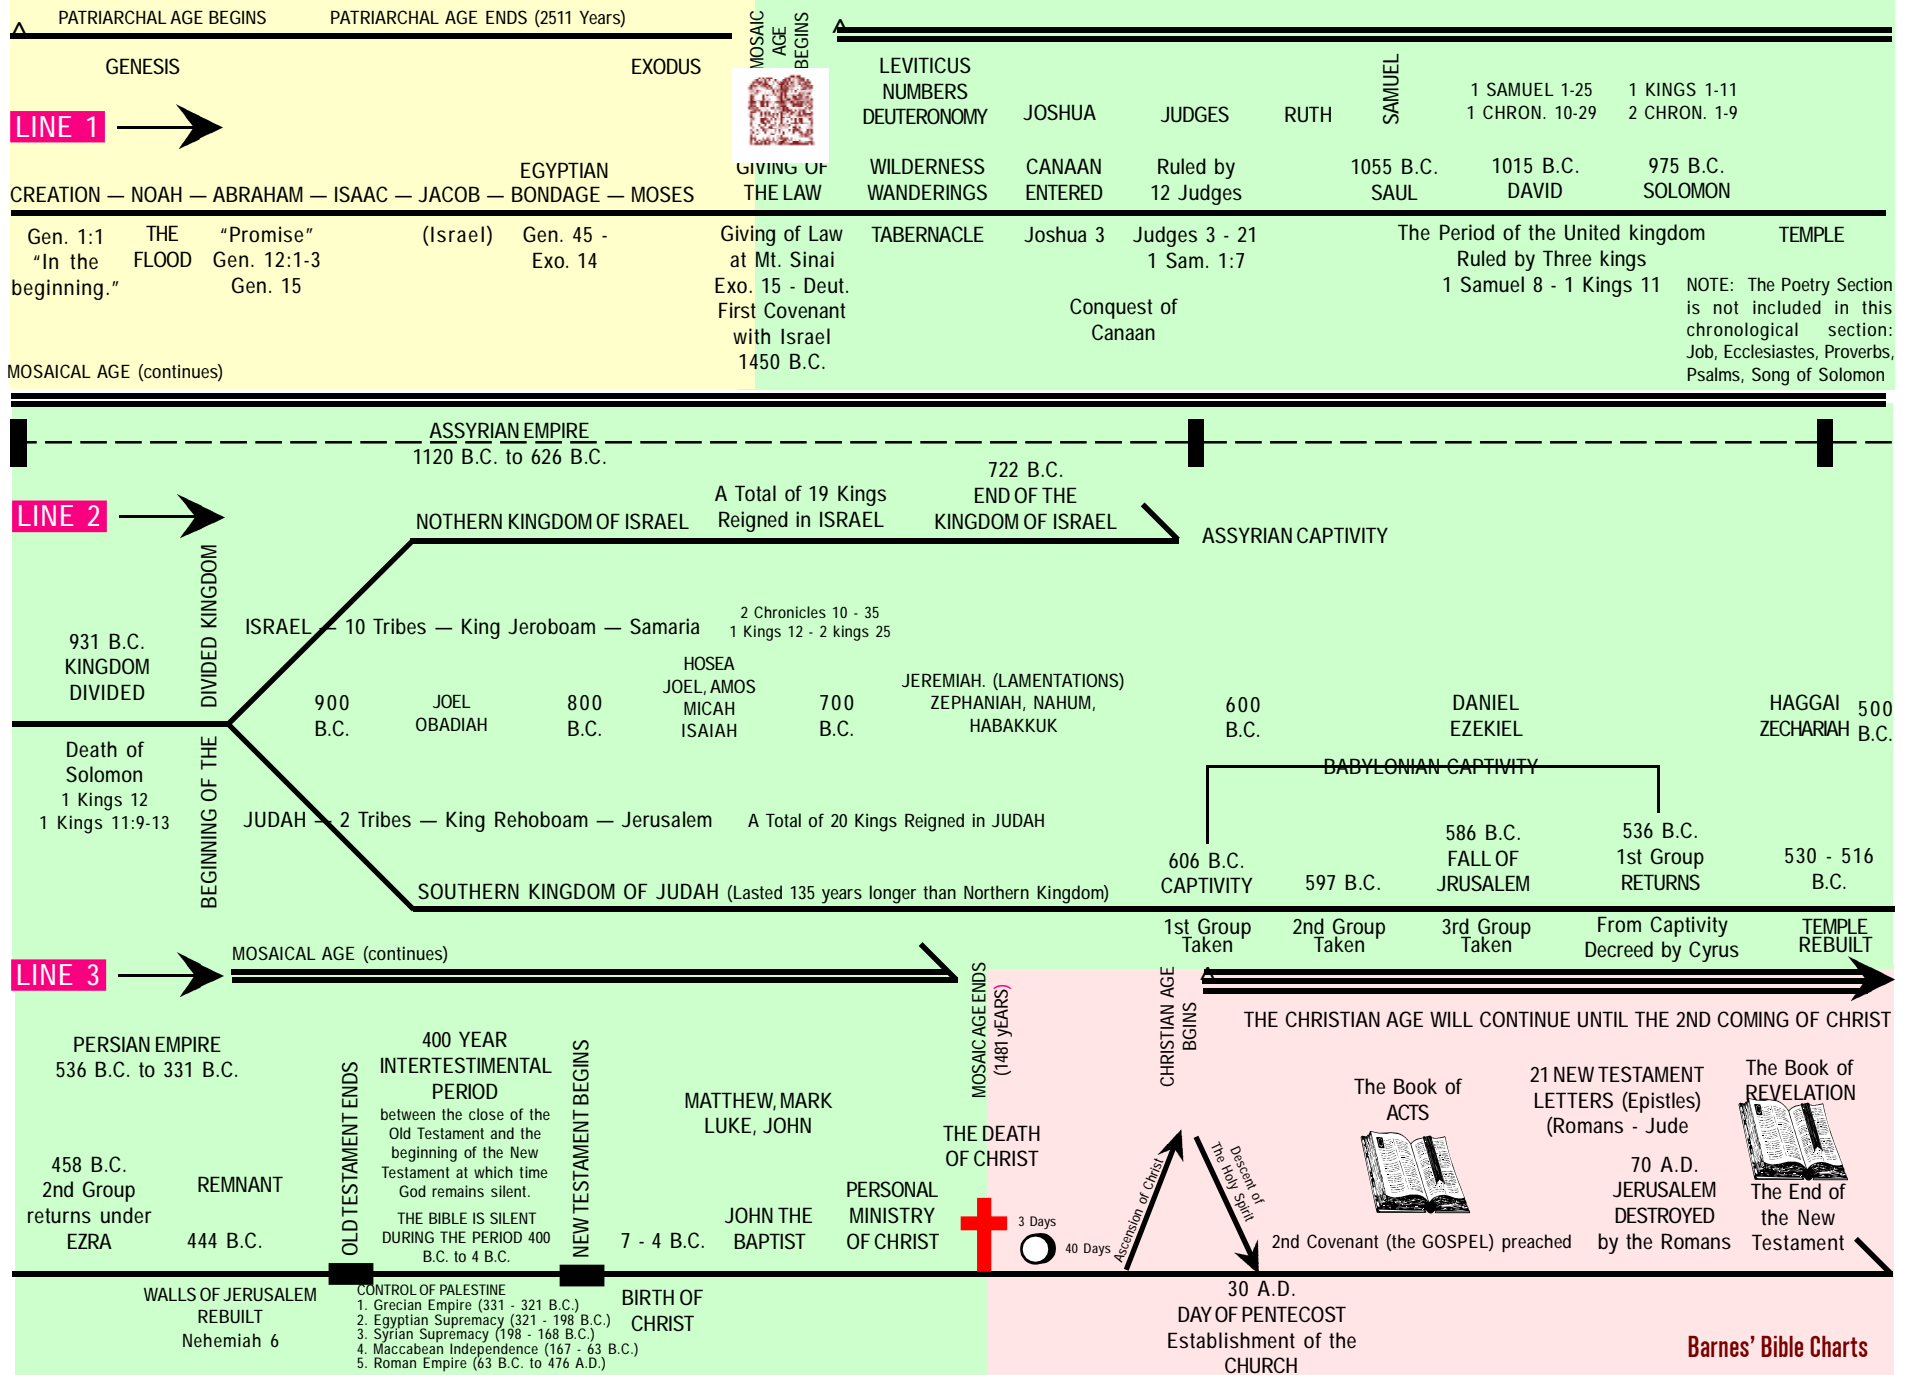 PATRIARCHAL AGE BEGINS
PATRIARCHAL AGE ENDS (2511 Years)
MOSAIC
AGE
BEGINS
GENESIS
EXODUS
LINE 1
LEVITICUS
NUMBERS
DEUTERONOMY
JOSHUA
JUDGES
RUTH
SAMUEL
1 SAMUEL 1-25
1 CHRON. 10-29
1 KINGS 1-11
2 CHRON. 1-9
CREATION — NOAH — ABRAHAM — ISAAC — JACOB — EGYPTIAN BONDAGE — MOSES
GIVING OF
THE LAW
WILDERNESS
WANDERINGS
CANAAN
ENTERED
Ruled by
12 Judges
1055 B.C.
SAUL
1015 B.C.
DAVID
975 B.C.
SOLOMON
Gen. 1:1
“In the
beginning.”
THE
FLOOD
“Promise”
Gen. 12:1-3
Gen. 15
(Israel)
Gen. 45 -
Exo. 14
Giving of Law
at Mt. Sinai
Exo. 15 - Deut.
First Covenant
with Israel
1450 B.C.
TABERNACLE
Joshua 3
Judges 3 - 21
1 Sam. 1:7
Conquest of
Canaan
The Period of the United kingdom
Ruled by Three kings
1 Samuel 8 - 1 Kings 11
TEMPLE
NOTE: The Poetry Section
is not included in this
chronological section:
Job, Ecclesiastes, Proverbs,
Psalms, Song of Solomon
MOSAICAL AGE (continues)
ASSYRIAN EMPIRE
1120 B.C. to 626 B.C.
LINE 2
NOTHERN KINGDOM OF ISRAEL
A Total of 19 Kings
Reigned in ISRAEL
722 B.C.
END OF THE
KINGDOM OF ISRAEL
ASSYRIAN CAPTIVITY
BEGINNING OF THE DIVIDED KINGDOM
ISRAEL — 10 Tribes — King Jeroboam — Samaria
2 Chronicles 10 - 35
1 Kings 12 - 2 kings 25
931 B.C.
KINGDOM
DIVIDED
900
B.C.
JOEL
OBADIAH
800
B.C.
HOSEA
JOEL, AMOS
MICAH
ISAIAH
700
B.C.
JEREMIAH. (LAMENTATIONS)
ZEPHANIAH, NAHUM,
HABAKKUK
600
B.C.
DANIEL
EZEKIEL
HAGGAI
ZECHARIAH
500
B.C.
Death of
Solomon
1 Kings 12
1 Kings 11:9-13
BABYLONIAN CAPTIVITY
JUDAH — 2 Tribes — King Rehoboam — Jerusalem
A Total of 20 Kings Reigned in JUDAH
SOUTHERN KINGDOM OF JUDAH (Lasted 135 years longer than Northern Kingdom)
606 B.C.
CAPTIVITY
597 B.C.
586 B.C.
FALL OF
JRUSALEM
536 B.C.
1st Group
RETURNS
530 - 516
B.C.
1st Group
Taken
2nd Group
Taken
3rd Group
Taken
From Captivity
Decreed by Cyrus
TEMPLE
REBUILT
LINE 3
MOSAICAL AGE (continues)
MOSAIC AGE ENDS
(1481 yEARS)
CHRISTIAN AGE
BGINS
THE CHRISTIAN AGE WILL CONTINUE UNTIL THE 2ND COMING OF CHRIST
PERSIAN EMPIRE
536 B.C. to 331 B.C.
458 B.C.
2nd Group
returns under
EZRA
REMNANT
444 B.C.
OLD TESTAMENT ENDS
400 YEAR
INTERTESTIMENTAL
PERIOD
between the close of the
Old Testament and the
beginning of the New
Testament at which time
God remains silent.
THE BIBLE IS SILENT
DURING THE PERIOD 400
B.C. to 4 B.C.
NEW TESTAMENT BEGINS
MATTHEW, MARK
LUKE, JOHN
7 - 4 B.C.
JOHN THE
BAPTIST
PERSONAL
MINISTRY
OF CHRIST
THE DEATH
OF CHRIST
3 Days
40 Days
Ascension of Christ
Descent of
The Holy Spirit
The Book of
ACTS
21 NEW TESTAMENT
LETTERS (Epistles)
(Romans - Jude
The Book of
REVELATION
70 A.D.
JERUSALEM
DESTROYED
by the Romans
The End of
the New
Testament
2nd Covenant (the GOSPEL) preached
WALLS OF JERUSALEM
REBUILT
Nehemiah 6
CONTROL OF PALESTINE
1. Grecian Empire (331 - 321 B.C.)
2. Egyptian Supremacy (321 - 198 B.C.)
3. Syrian Supremacy (198 - 168 B.C.)
4. Maccabean Independence (167 - 63 B.C.)
5. Roman Empire (63 B.C. to 476 A.D.)
BIRTH OF
CHRIST
30 A.D.
DAY OF PENTECOST
Establishment of the
CHURCH
Barnes’ Bible Charts